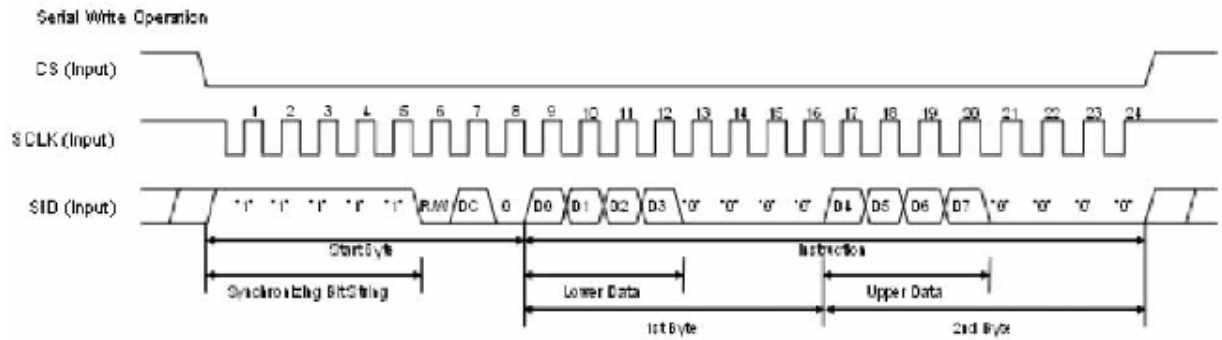 Serial Write Operation
CS (Input)
1 2 3 4 5 6 7 8 9 10 11 12 13 14 15 16 17 18 19 20 21 22 23 24
SCLK (Input)
SID (Input) "1" "1" "1" "1" "1" R/W DC 0 D0 D1 D2 D3 "0" "0" "0" "0" D4 D5 D6 D7 "0" "0" "0" "0"
Start Byte Instruction
Synchronizing Bit String Lower Data Upper Data
1st Byte 2nd Byte